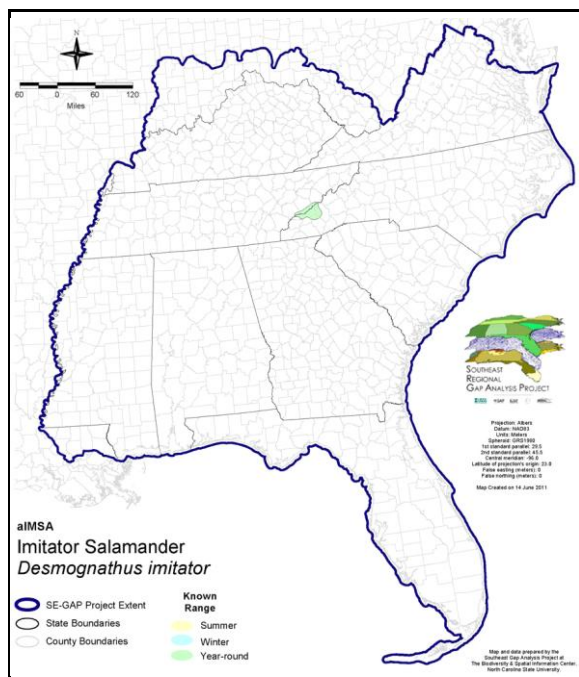 N
60 0 60 120
Miles
SOUTHEAST
REGIONAL
GAP ANALYSIS PROJECT
Projection: Albers
Datum: NAD83
Units: Meters
Spheroid: GRS1980
1st standard parallel: 29.5
2nd standard parallel: 45.5
Central meridian: -96.0
Latitude of projection's origin: 23.0
False easting (meters): 0
False northing (meters): 0
Map Created on 14 June 2011
aIMSA
Imitator Salamander
Desmognathus imitator
SE-GAP Project Extent
State Boundaries
County Boundaries
Known
Range
Summer
Winter
Year-round
Map and data prepared by the
Southeast Gap Analysis Project at
The Biodiversity & Spatial Information Center,
North Carolina State University.